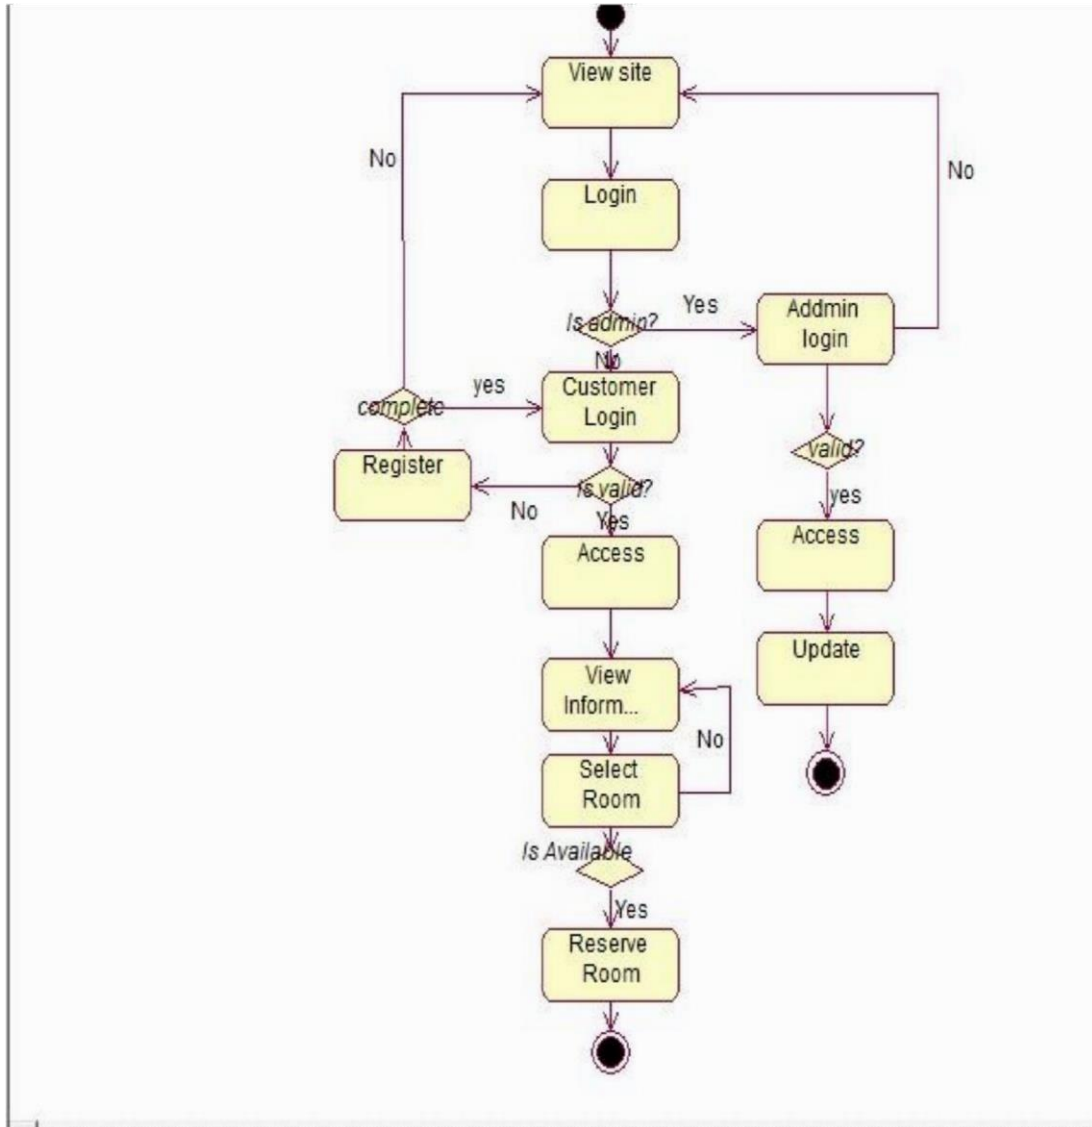 View site
No
No
Login
Is admin?
Yes
Addmin
login
No
Customer
Login
yes
complete
valid?
Register
Is valid?
No
yes
Yes
Access
Access
View
Inform...
Update
No
Select
Room
Is Available
Yes
Reserve
Room